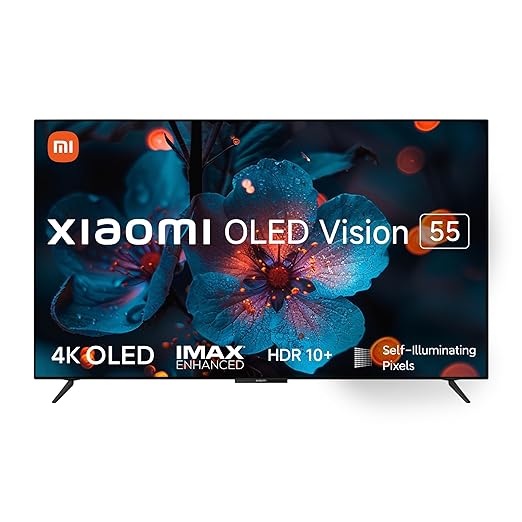 mi
xiaomi OLED Vision 55
4K OLED
IMAX
ENHANCED
HDR 10+
Self-Illuminating
Pixels